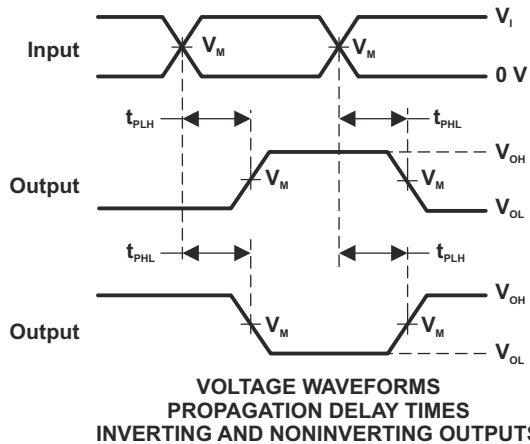 V_I
Input
V_M
V_M
0 V
t_PLH
t_PHL
V_OH
Output
V_M
V_M
V_OL
t_PHL
t_PLH
V_OH
Output
V_M
V_M
V_OL
VOLTAGE WAVEFORMS
PROPAGATION DELAY TIMES
INVERTING AND NONINVERTING OUTPUTS